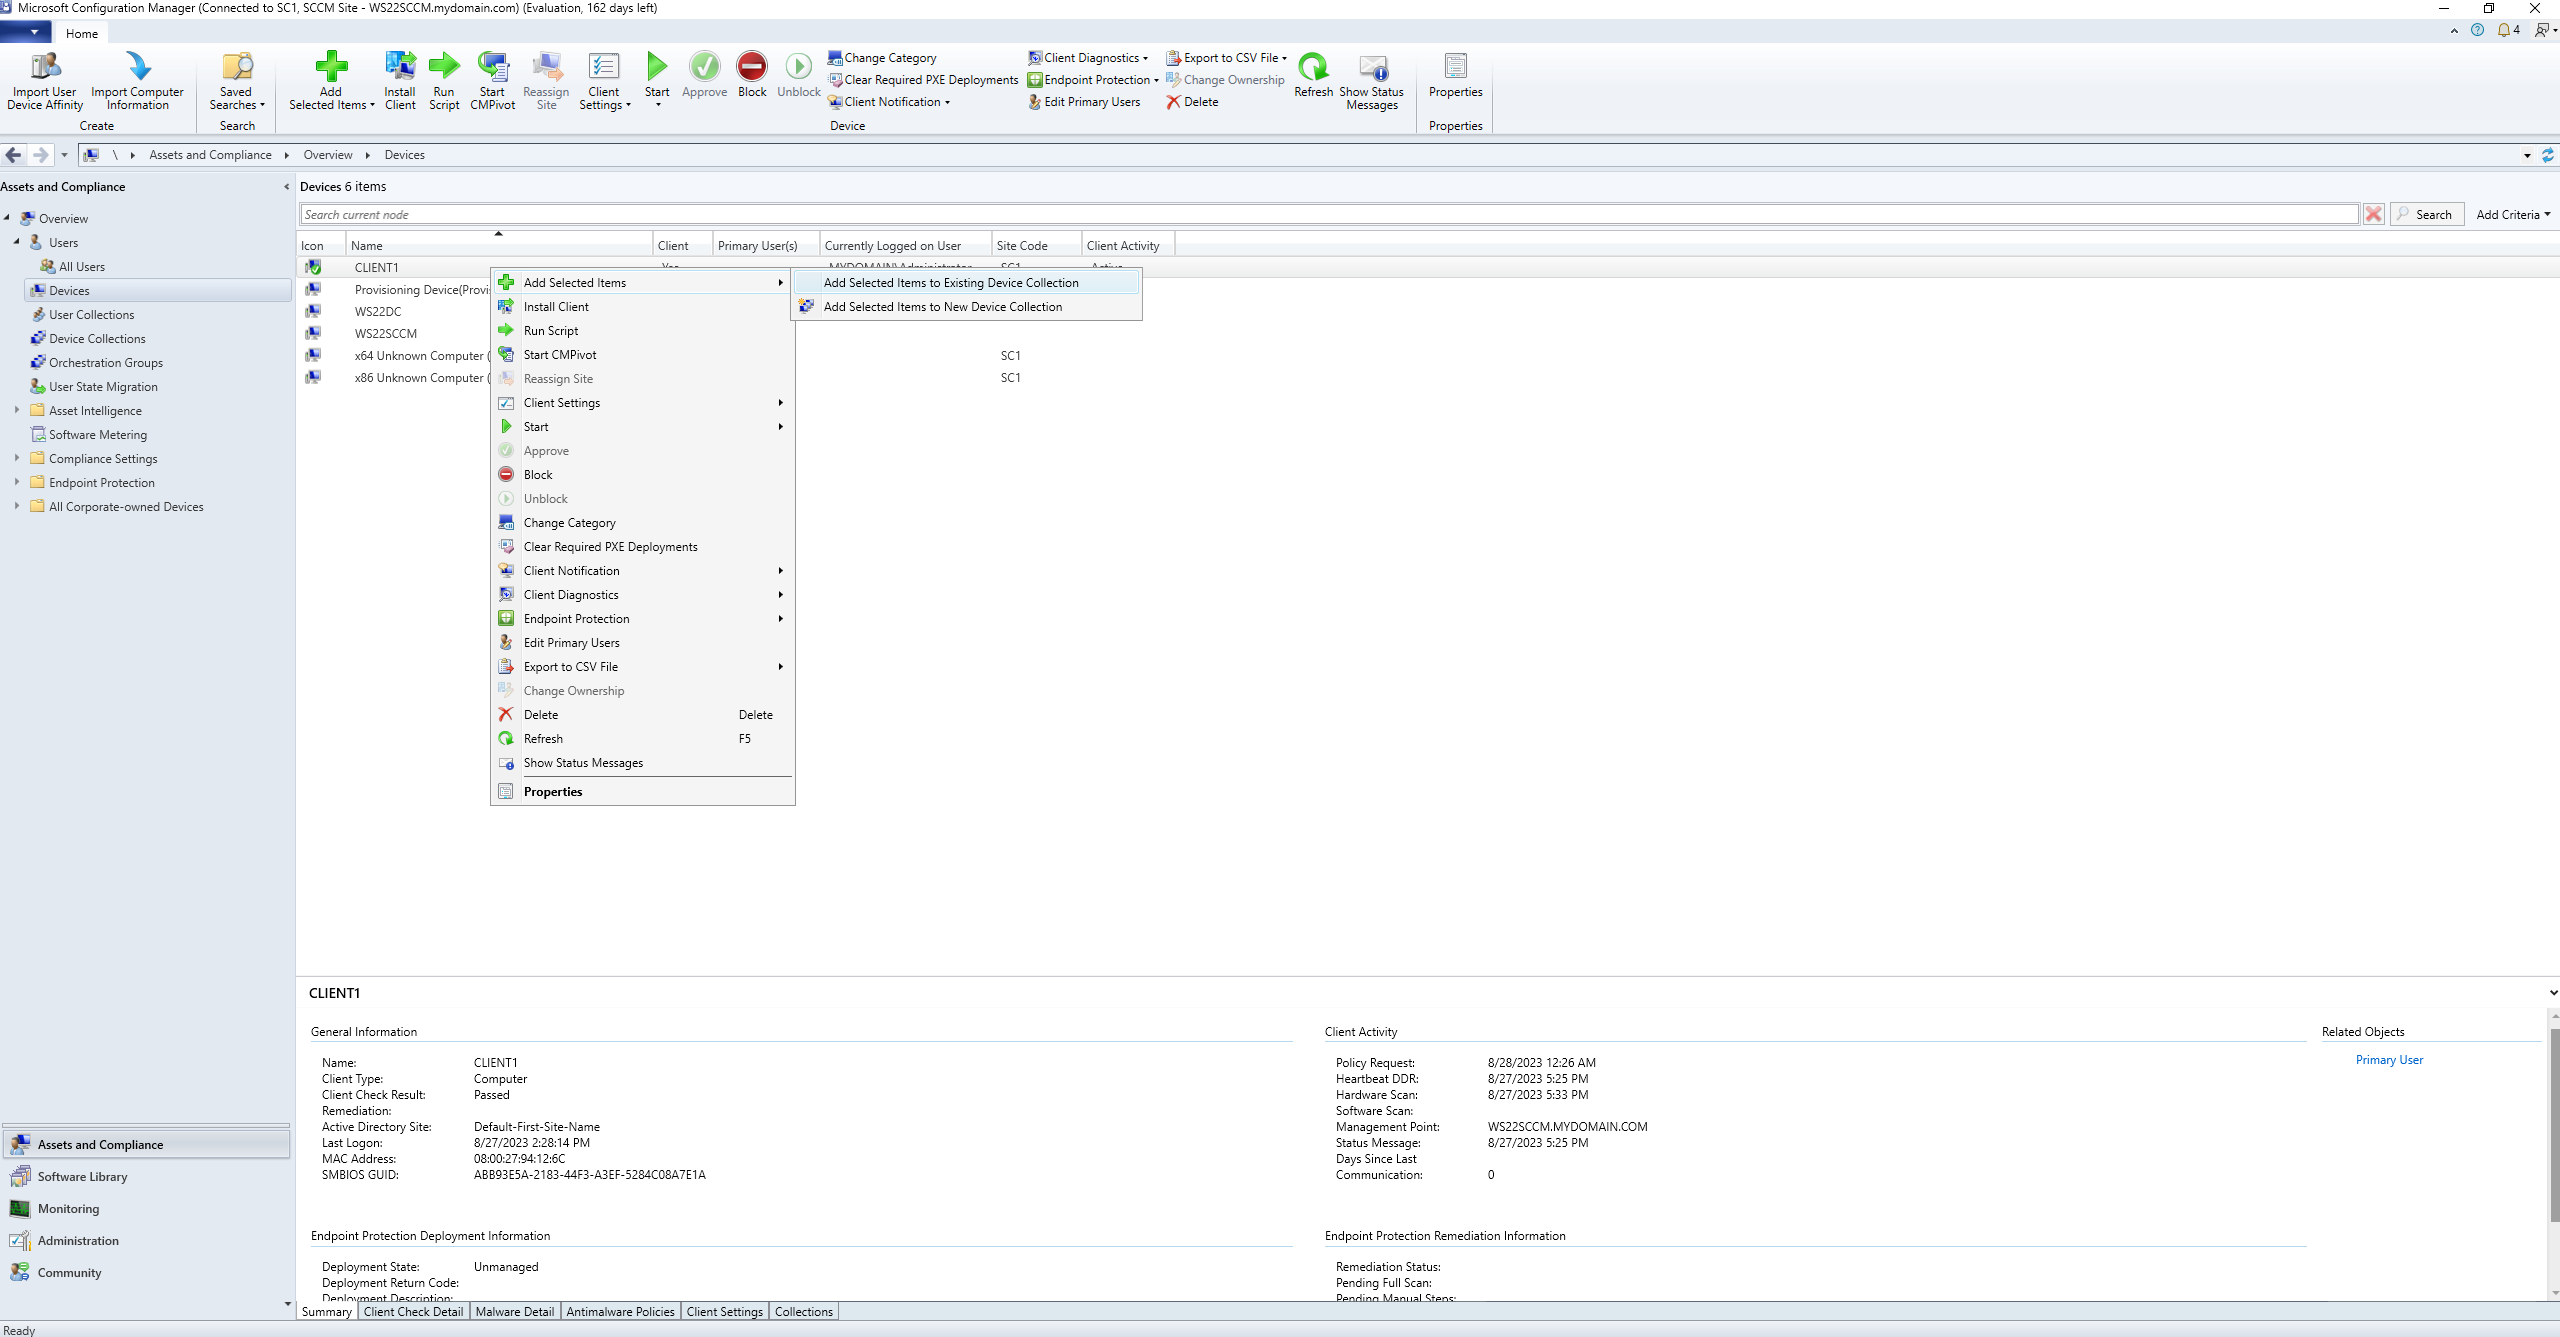 Microsoft Configuration Manager (Connected to SC1, SCCM Site - WS22SCCM.mydomain.com) (Evaluation, 162 days left)
Home
4
Import User Device Affinity
Import Computer Information
Create
Saved Searches
Search
Add Selected Items
Install Client
Run Script
Start CMPivot
Reassign Site
Client Settings
Start
Approve
Block
Unblock
Change Category
Clear Required PXE Deployments
Client Notification
Client Diagnostics
Endpoint Protection
Edit Primary Users
Export to CSV File
Change Ownership
Delete
Refresh
Show Status Messages
Device
Properties
Properties
\ Assets and Compliance Overview Devices
Assets and Compliance
Overview
Users
All Users
Devices
User Collections
Device Collections
Orchestration Groups
User State Migration
Asset Intelligence
Software Metering
Compliance Settings
Endpoint Protection
All Corporate-owned Devices
Assets and Compliance
Software Library
Monitoring
Administration
Community
Devices 6 items
Search current node
Search
Add Criteria
Icon Name Client Primary User(s) Currently Logged on User Site Code Client Activity
CLIENT1 Yes MYDOMAIN\Administrator SC1 Active
Provisioning Device(Provi
WS22DC
WS22SCCM
x64 Unknown Computer ( SC1
x86 Unknown Computer ( SC1
Add Selected Items
Install Client
Run Script
Start CMPivot
Reassign Site
Client Settings
Start
Approve
Block
Unblock
Change Category
Clear Required PXE Deployments
Client Notification
Client Diagnostics
Endpoint Protection
Edit Primary Users
Export to CSV File
Change Ownership
Delete Delete
Refresh F5
Show Status Messages
Properties
Add Selected Items to Existing Device Collection
Add Selected Items to New Device Collection
CLIENT1
General Information
Name: CLIENT1
Client Type: Computer
Client Check Result: Passed
Remediation:
Active Directory Site: Default-First-Site-Name
Last Logon: 8/27/2023 2:28:14 PM
MAC Address: 08:00:27:94:12:6C
SMBIOS GUID: ABB93E5A-2183-44F3-A3EF-5284C08A7E1A
Client Activity
Policy Request: 8/28/2023 12:26 AM
Heartbeat DDR: 8/27/2023 5:25 PM
Hardware Scan: 8/27/2023 5:33 PM
Software Scan:
Management Point: WS22SCCM.MYDOMAIN.COM
Status Message: 8/27/2023 5:25 PM
Days Since Last
Communication: 0
Related Objects
Primary User
Endpoint Protection Deployment Information
Deployment State: Unmanaged
Deployment Return Code:
Deployment Description:
Endpoint Protection Remediation Information
Remediation Status:
Pending Full Scan:
Pending Manual Steps:
Summary Client Check Detail Malware Detail Antimalware Policies Client Settings Collections
Ready